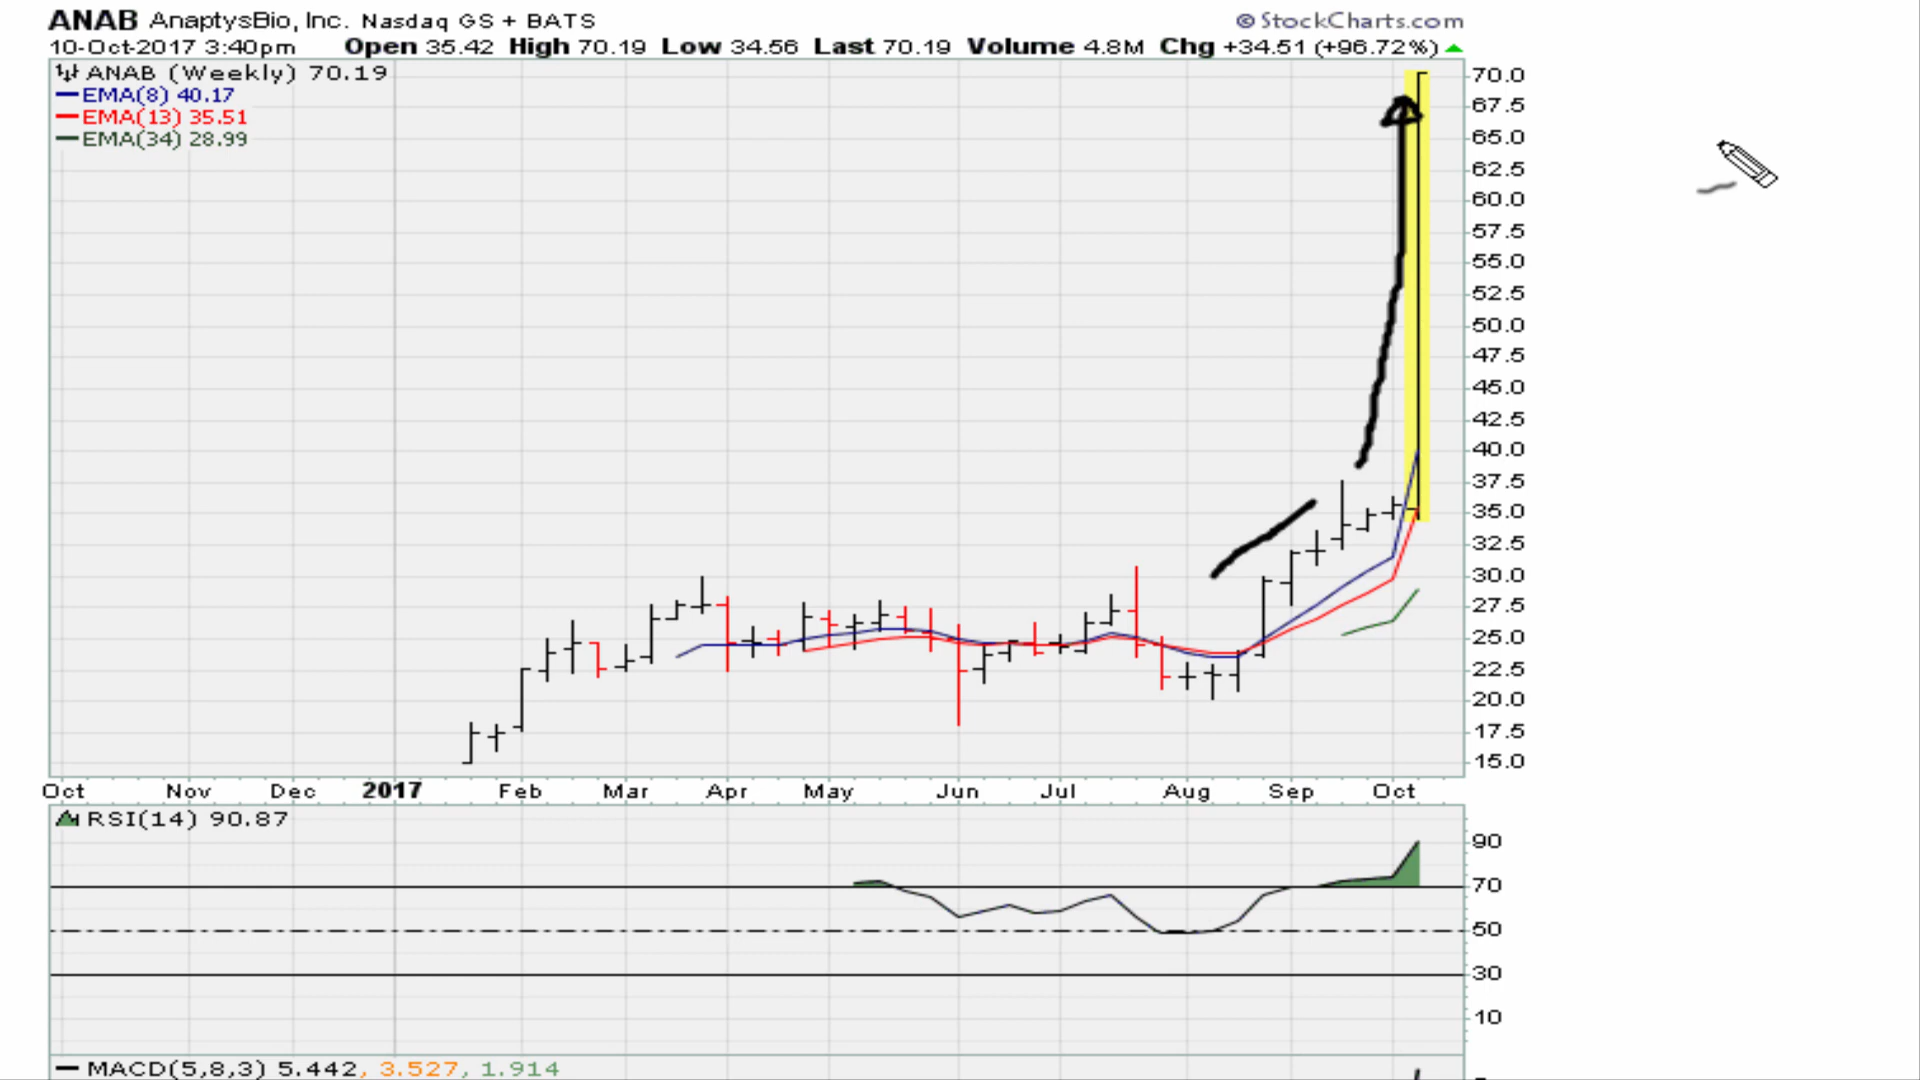 ANAB AnaptysBio, Inc. Nasdaq GS + BATS
© StockCharts.com
10-Oct-2017 3:40pm Open 35.42 High 70.19 Low 34.56 Last 70.19 Volume 4.8M Chg +34.51 (+96.72%)
ANAB (Weekly) 70.19
EMA(8) 40.17
EMA(13) 35.51
EMA(34) 28.99
70.0
67.5
65.0
62.5
60.0
57.5
55.0
52.5
50.0
47.5
45.0
42.5
40.0
37.5
35.0
32.5
30.0
27.5
25.0
22.5
20.0
17.5
15.0
Oct Nov Dec 2017 Feb Mar Apr May Jun Jul Aug Sep Oct
RSI(14) 90.87
90
70
50
30
10
MACD(5,8,3) 5.442, 3.527, 1.914